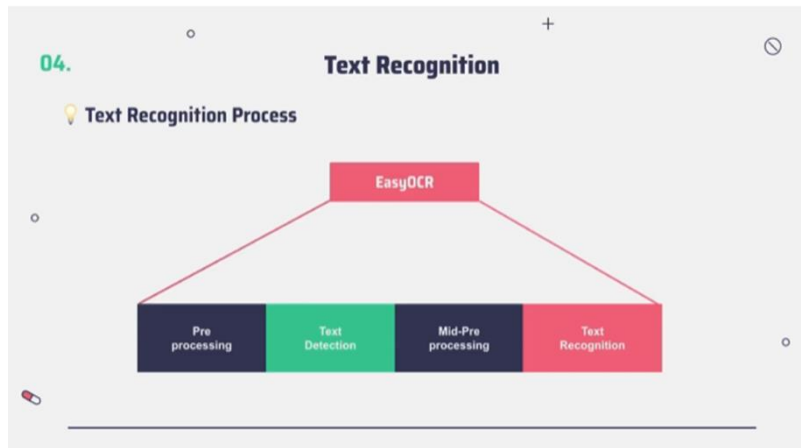 04.
Text Recognition
Text Recognition Process
EasyOCR
Pre
processing
Text
Detection
Mid-Pre
processing
Text
Recognition